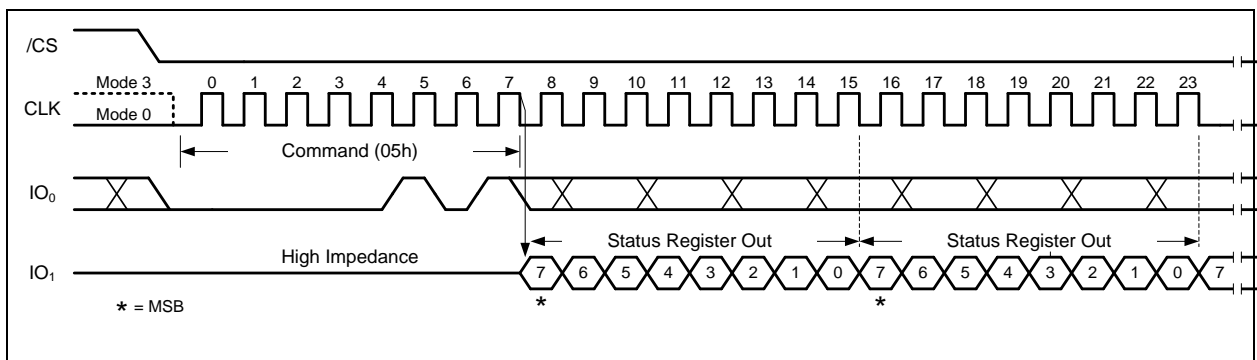 /CS
Mode 3
0 1 2 3 4 5 6 7 8 9 10 11 12 13 14 15 16 17 18 19 20 21 22 23
CLK
Mode 0
Command (05h)
IO0
Status Register Out Status Register Out
High Impedance
IO1
7 6 5 4 3 2 1 0 7 6 5 4 3 2 1 0 7
* *
* = MSB